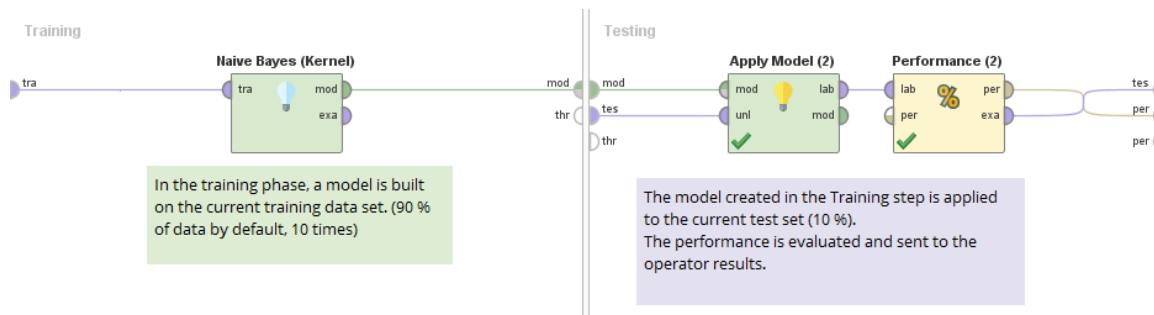 Training
Testing
Naive Bayes (Kernel)
Apply Model (2)
Performance (2)
tra
tra
mod
exa
mod
thr
mod
tes
thr
mod
unl
lab
mod
lab
per
%
per
exa
tes
per
per
In the training phase, a model is built
on the current training data set. (90 %
of data by default, 10 times)
The model created in the Training step is applied
to the current test set (10 %).
The performance is evaluated and sent to the
operator results.